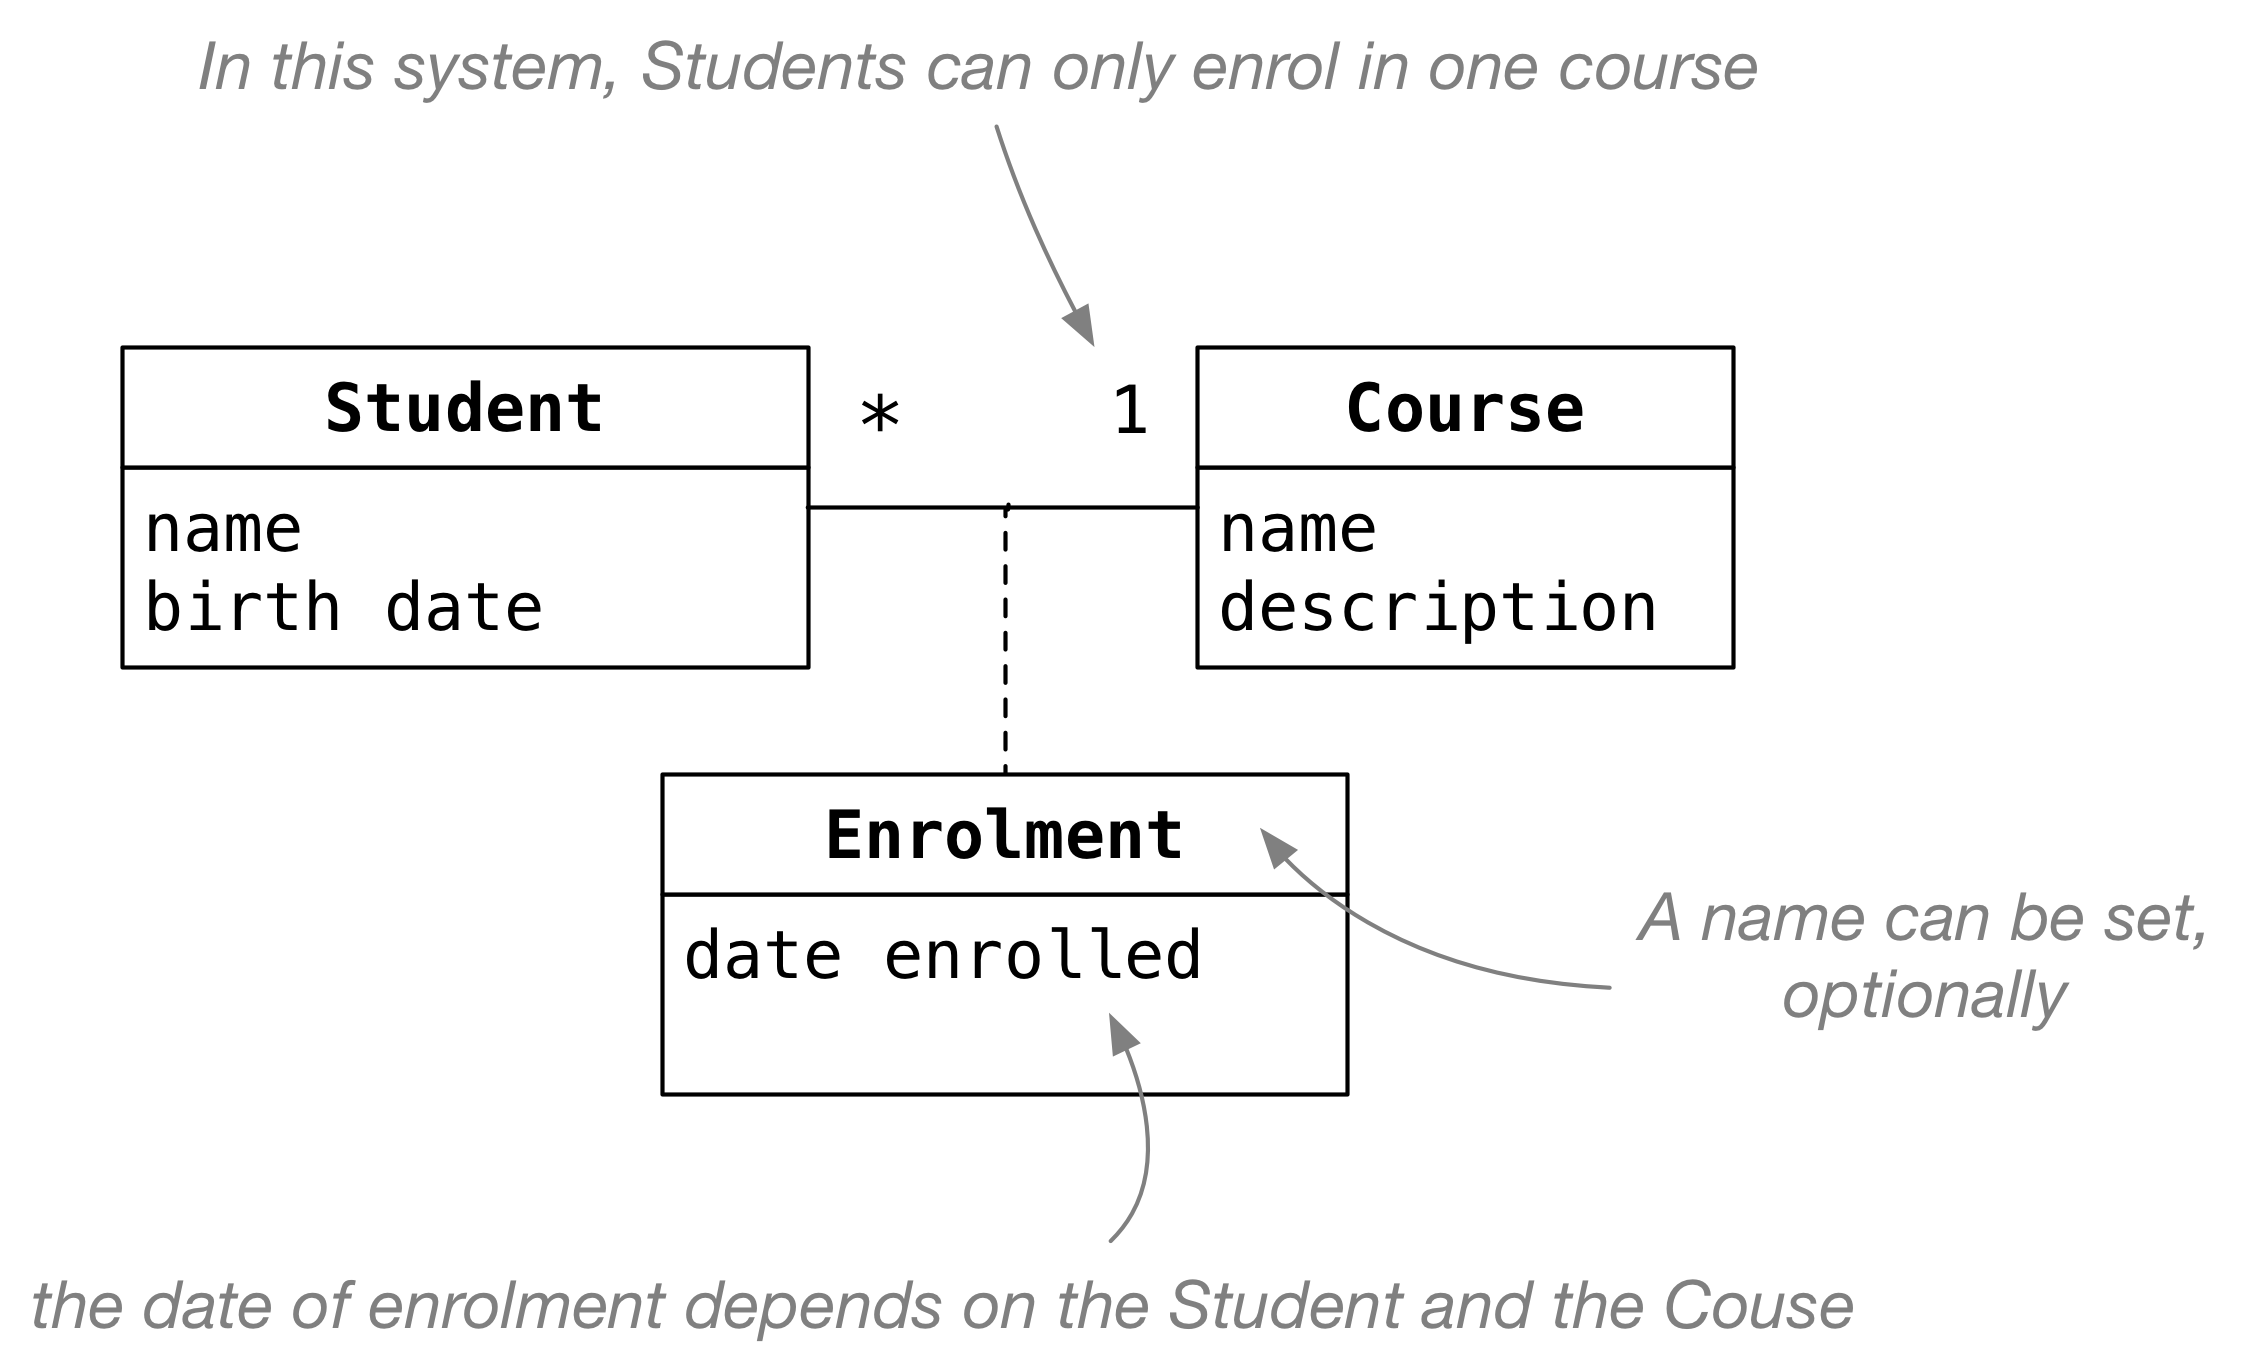 In this system, Students can only enrol in one course
Student
* 1
Course
name
birth date
name
description
Enrolment
date enrolled
A name can be set,
optionally
the date of enrolment depends on the Student and the Couse